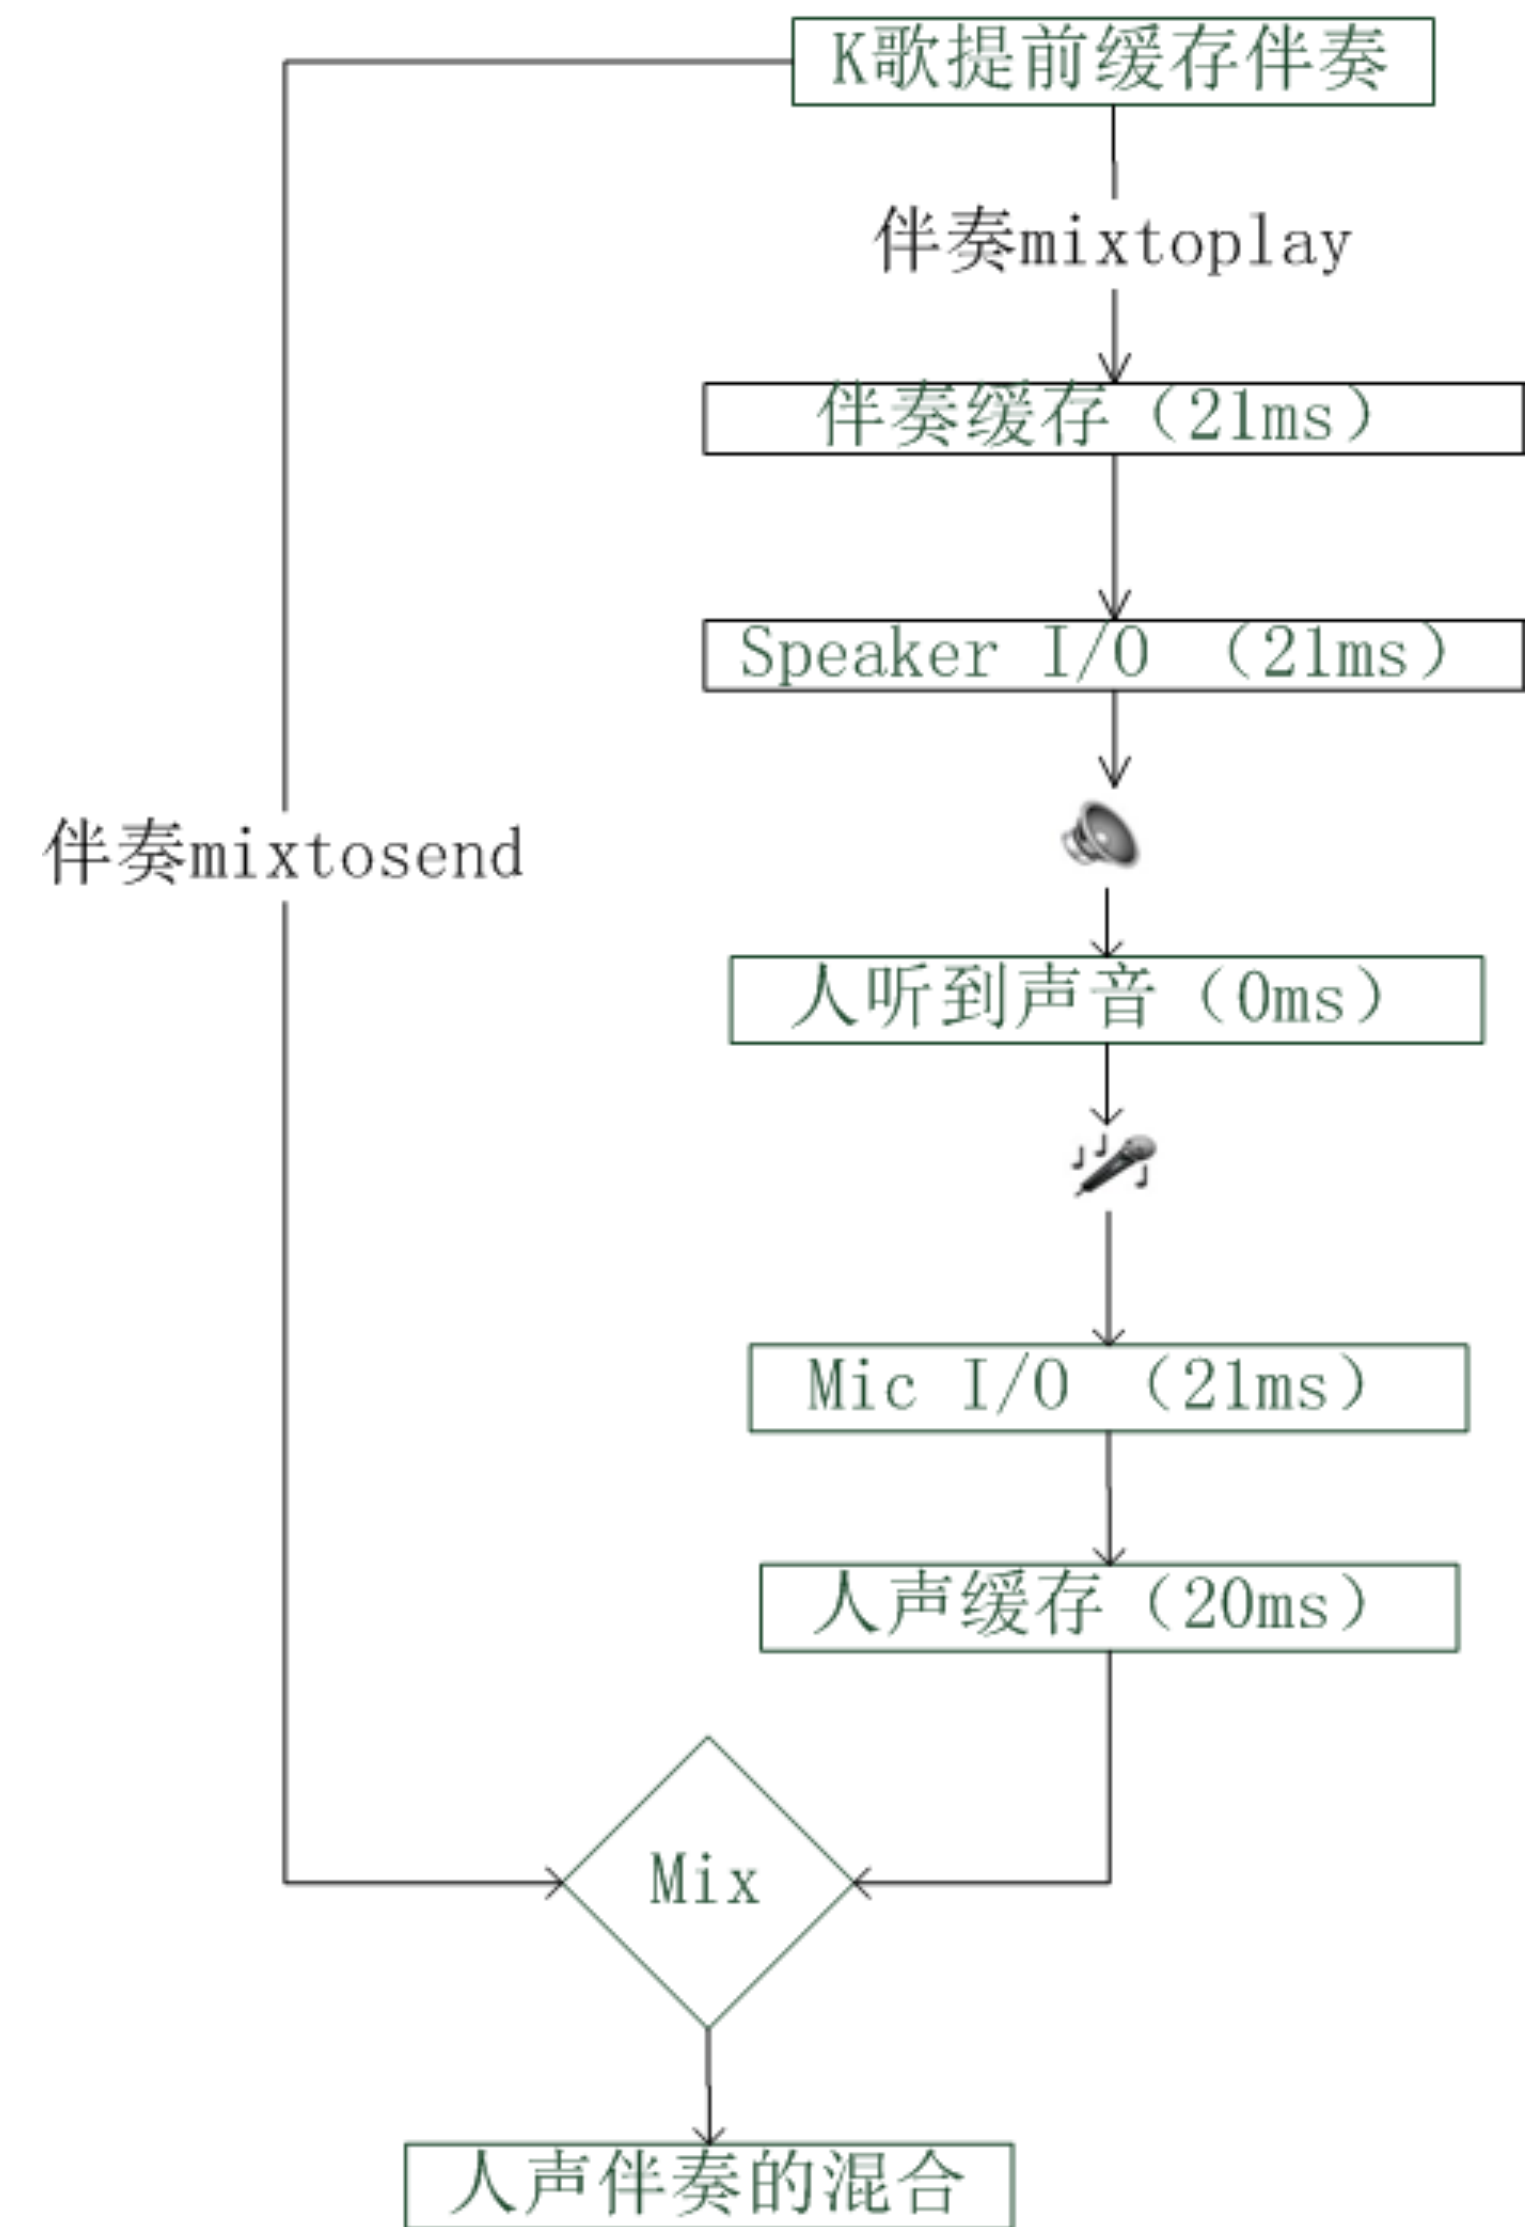 K歌提前缓存伴奏
伴奏mixtoplay
伴奏缓存（21ms）
Speaker I/O （21ms）
伴奏mixtosend
人听到声音（0ms）
Mic I/O （21ms）
人声缓存（20ms）
Mix
人声伴奏的混合